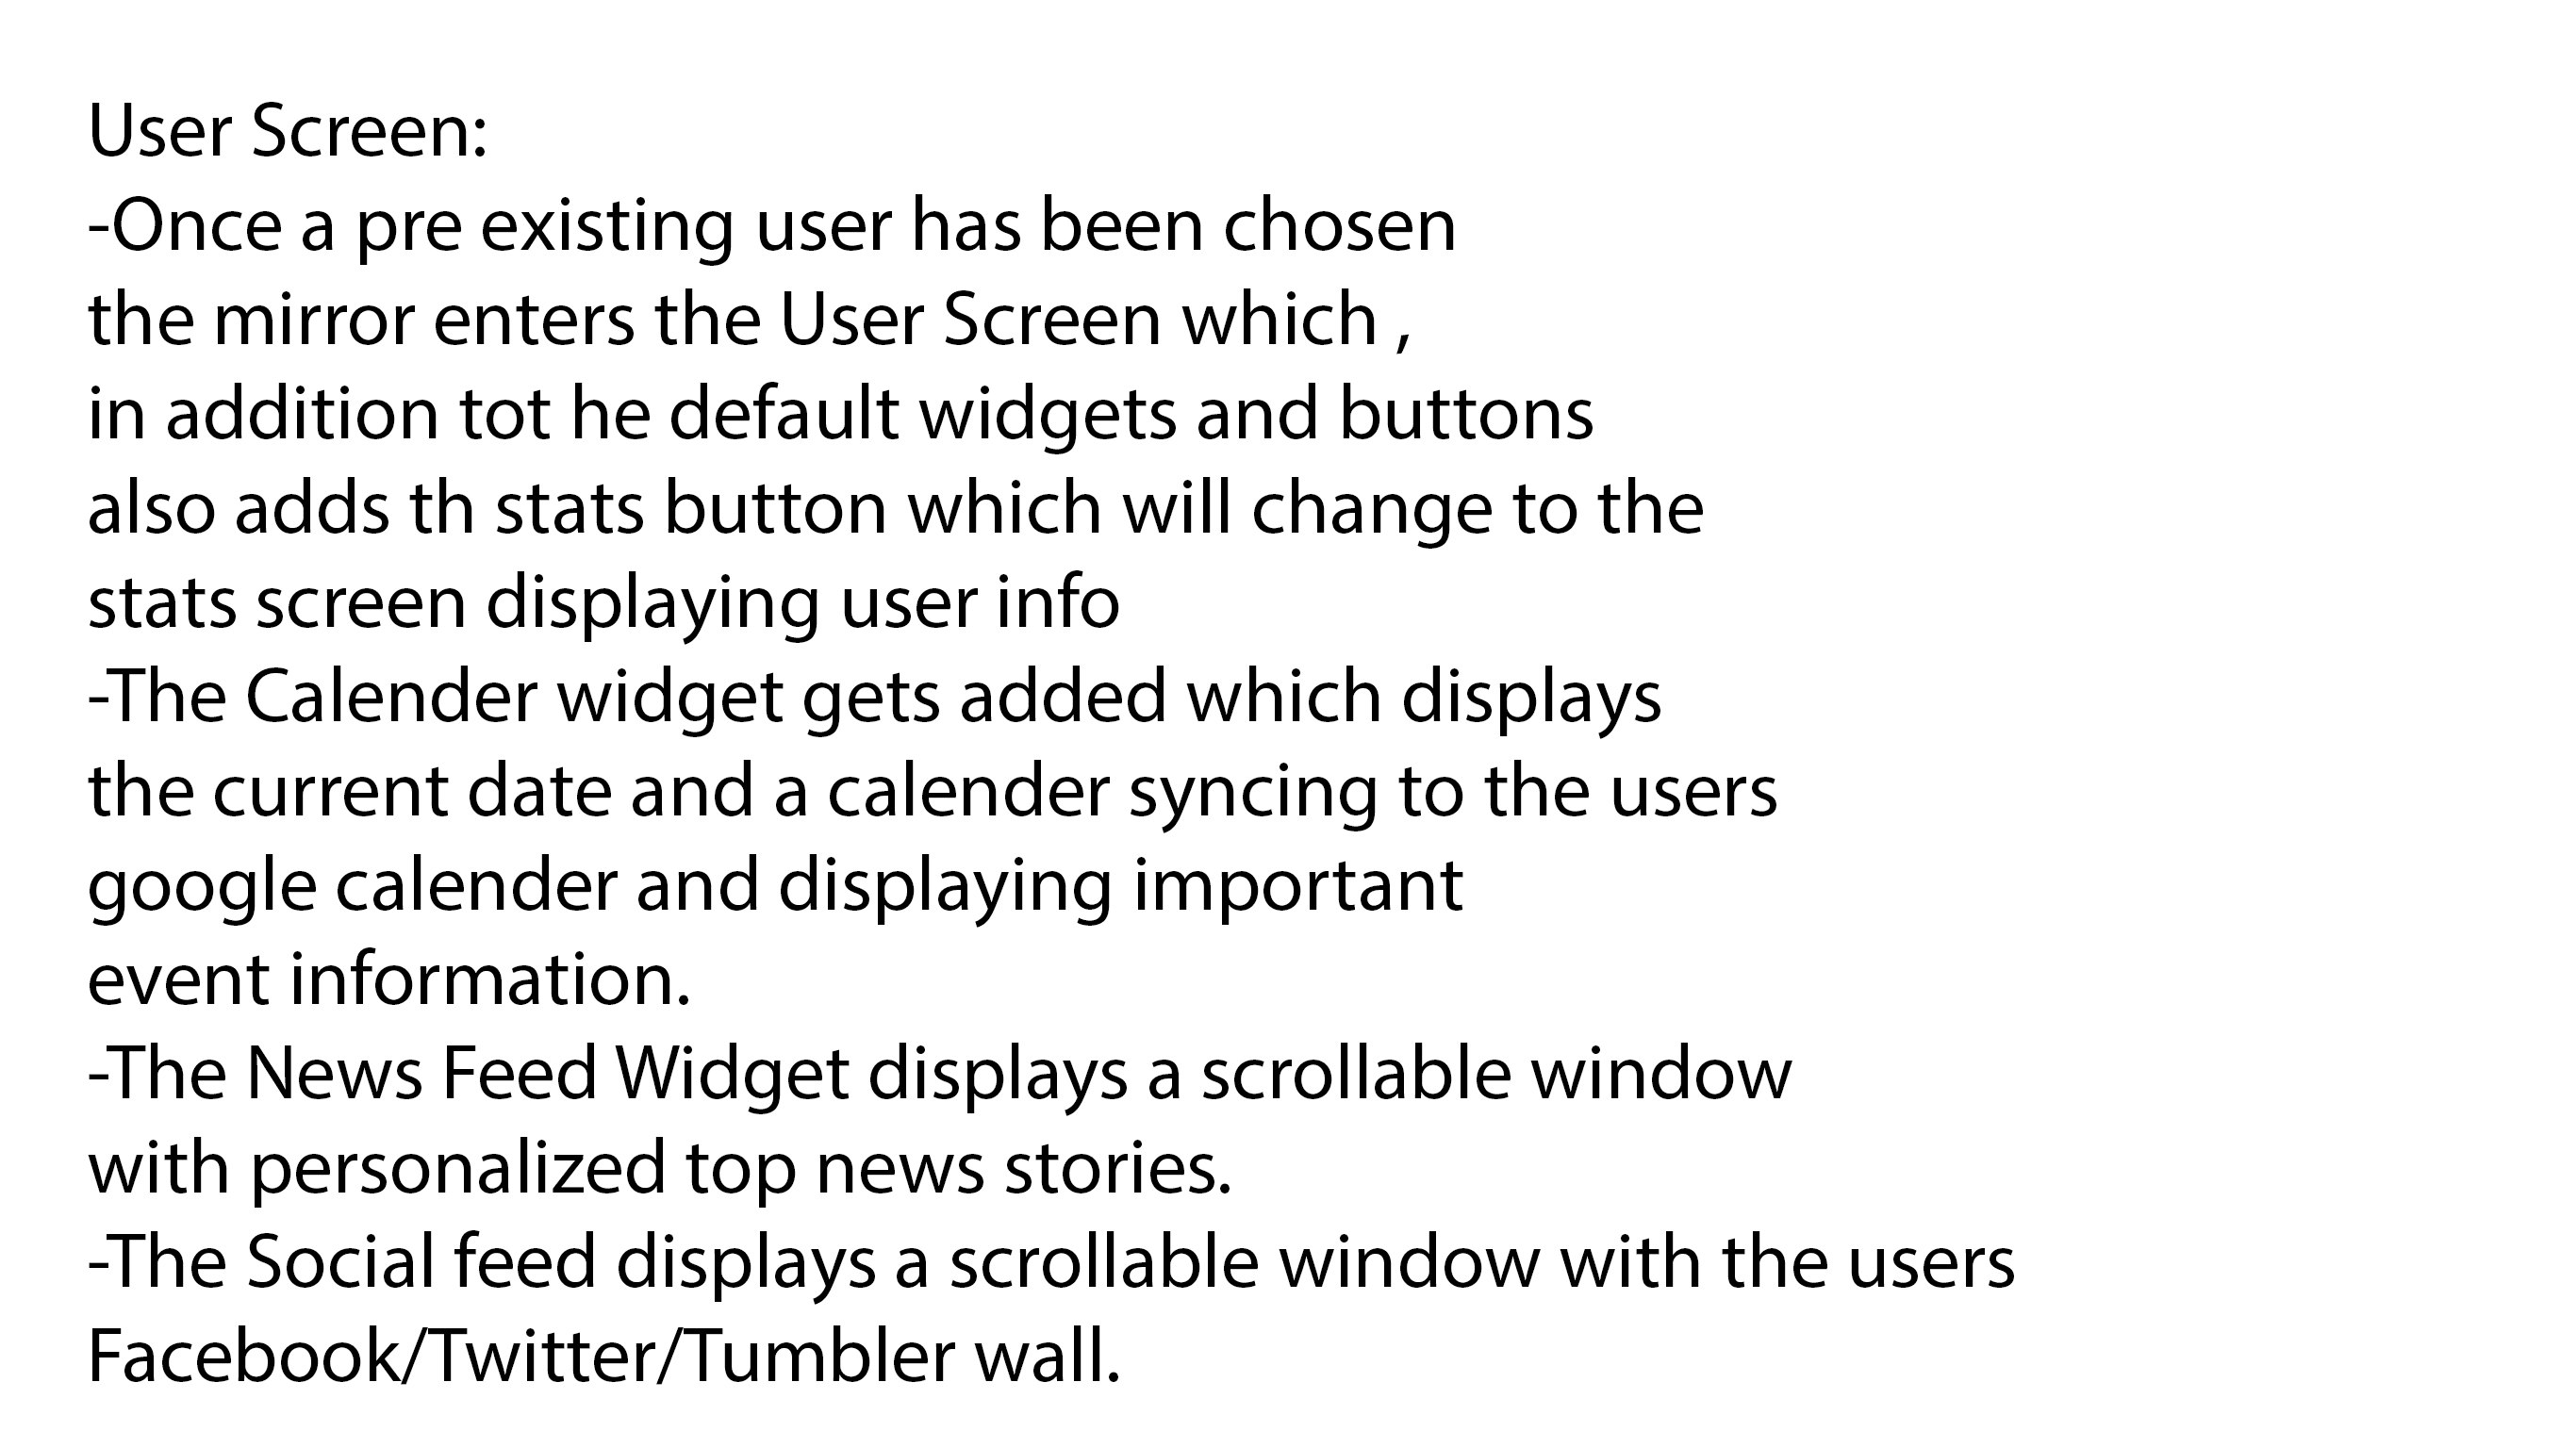 User Screen:
-Once a pre existing user has been chosen
the mirror enters the User Screen which ,
in addition tot he default widgets and buttons
also adds th stats button which will change to the
stats screen displaying user info
-The Calender widget gets added which displays
the current date and a calender syncing to the users
google calender and displaying important
event information.
-The News Feed Widget displays a scrollable window
with personalized top news stories.
-The Social feed displays a scrollable window with the users
Facebook/Twitter/Tumbler wall.